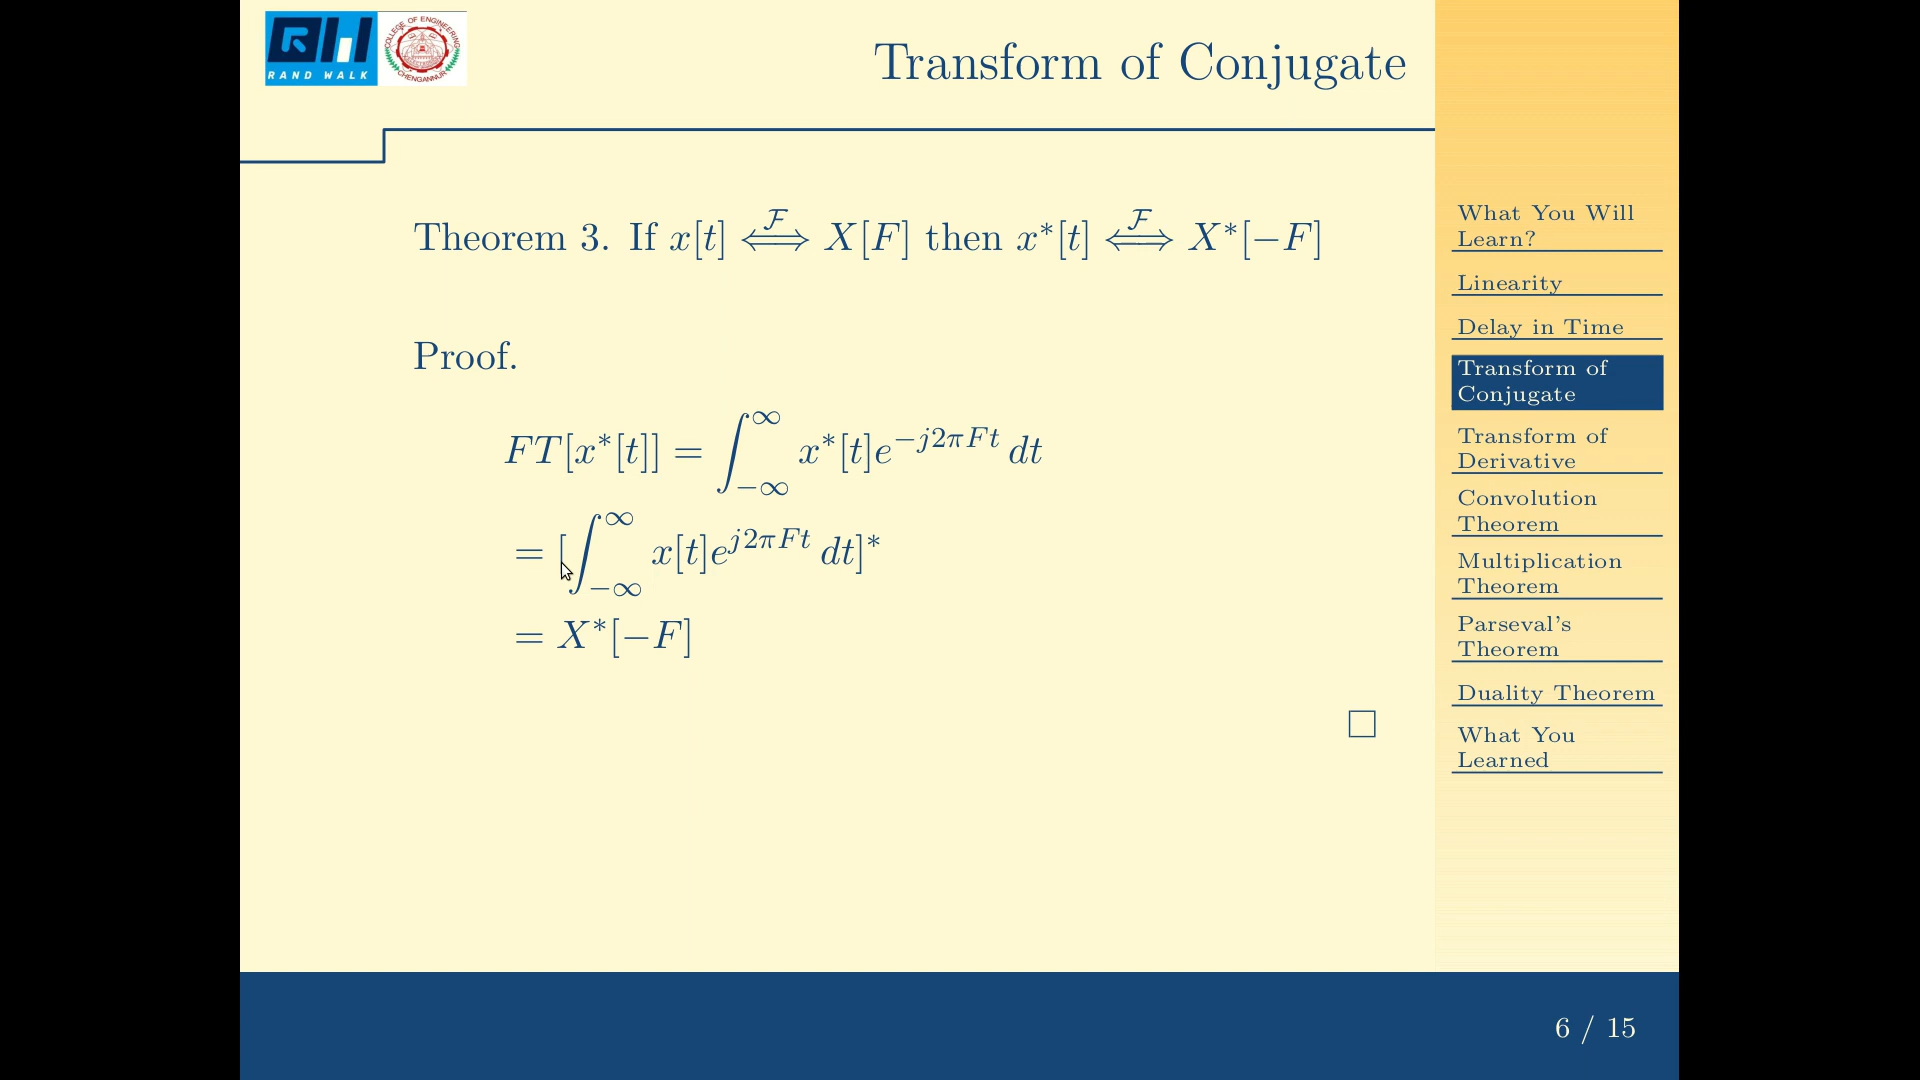 RAND WALK
COLLEGE OF ENGINEERING
CHENGANNUR
Transform of Conjugate
Theorem 3. If x[t] ⟺^ℱ X[F] then x*[t] ⟺^ℱ X*[−F]
Proof.
FT[x*[t]] = ∫_{−∞}^{∞} x*[t]e^{−j2πFt} dt
= [∫_{−∞}^{∞} x[t]e^{j2πFt} dt]*
= X*[−F]
□
What You Will
Learn?
Linearity
Delay in Time
Transform of
Conjugate
Transform of
Derivative
Convolution
Theorem
Multiplication
Theorem
Parseval's
Theorem
Duality Theorem
What You
Learned
6 / 15